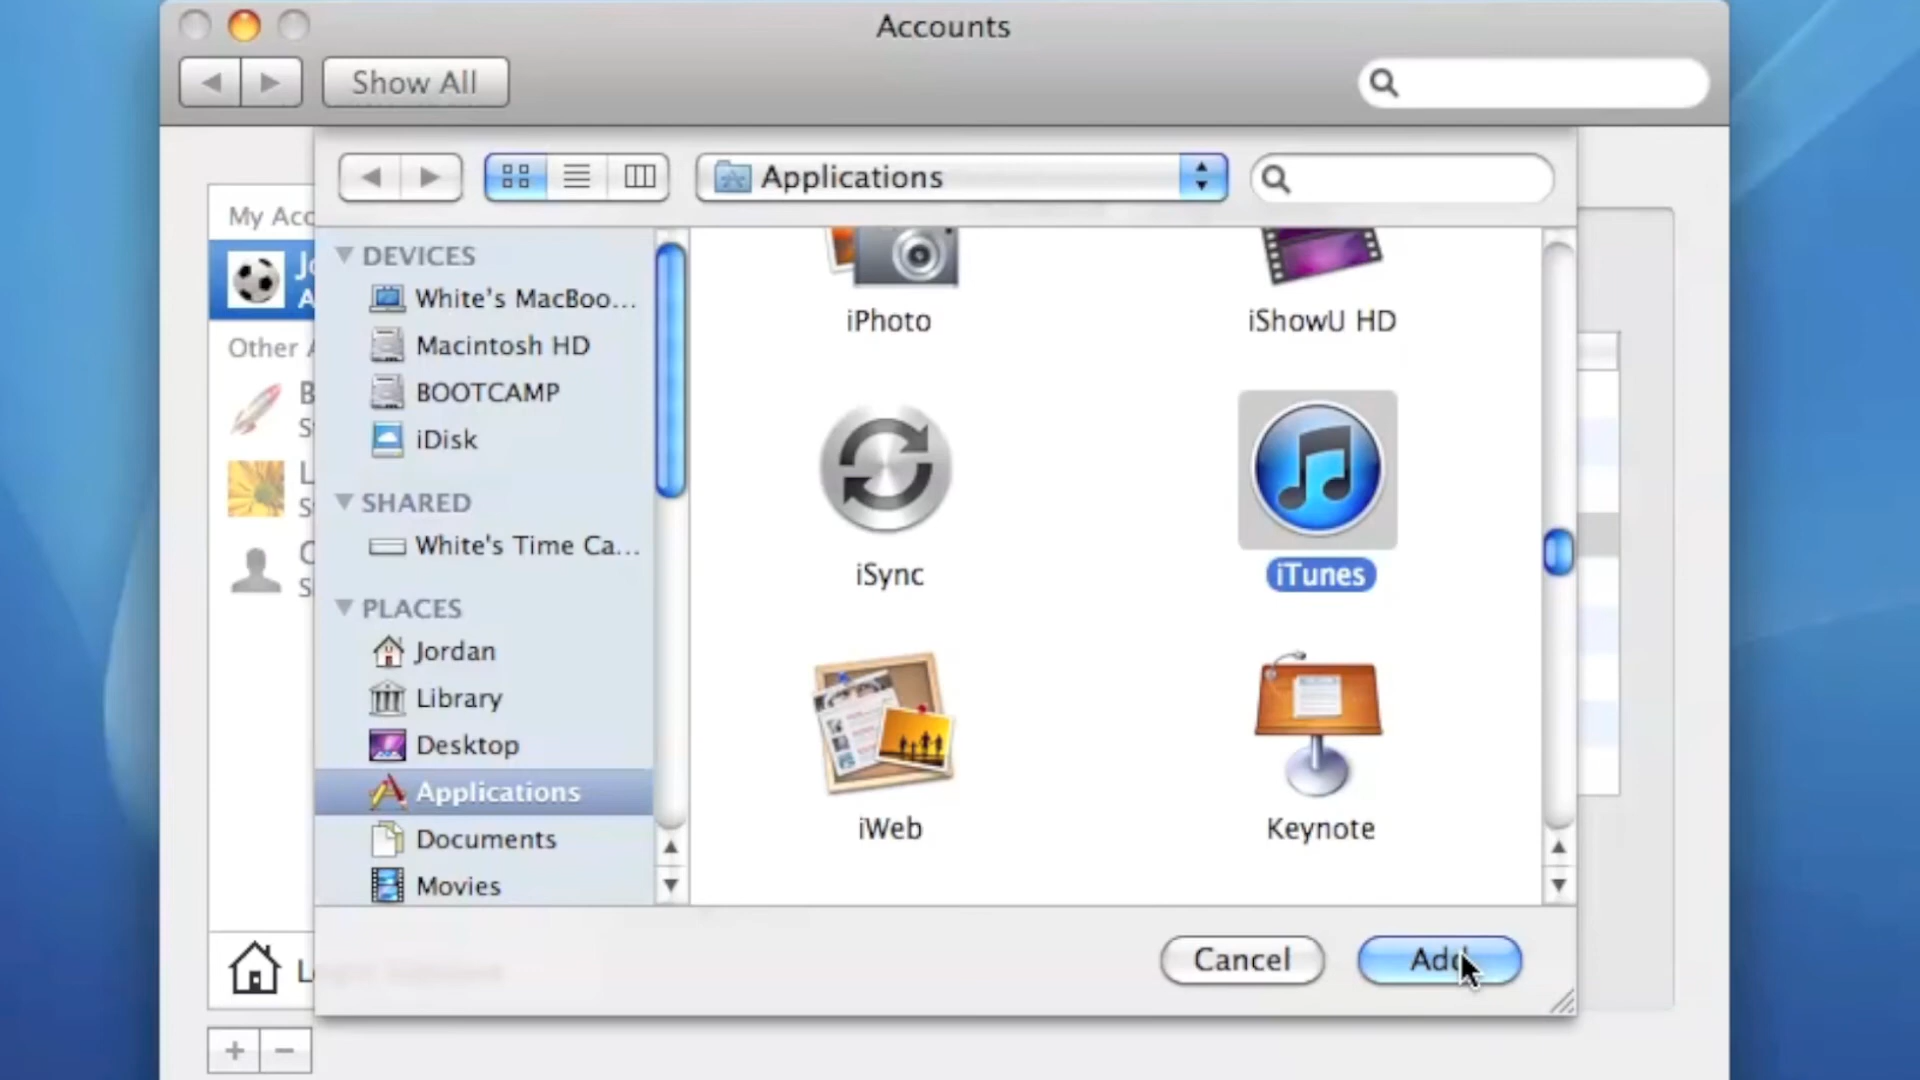 Accounts
Show All
Applications
My Acc
DEVICES
White's MacBoo...
Macintosh HD
BOOTCAMP
iDisk
SHARED
White's Time Ca...
PLACES
Jordan
Library
Desktop
Applications
Documents
Movies
Other A
iPhoto
iShowU HD
iSync
iTunes
iWeb
Keynote
Cancel
Add